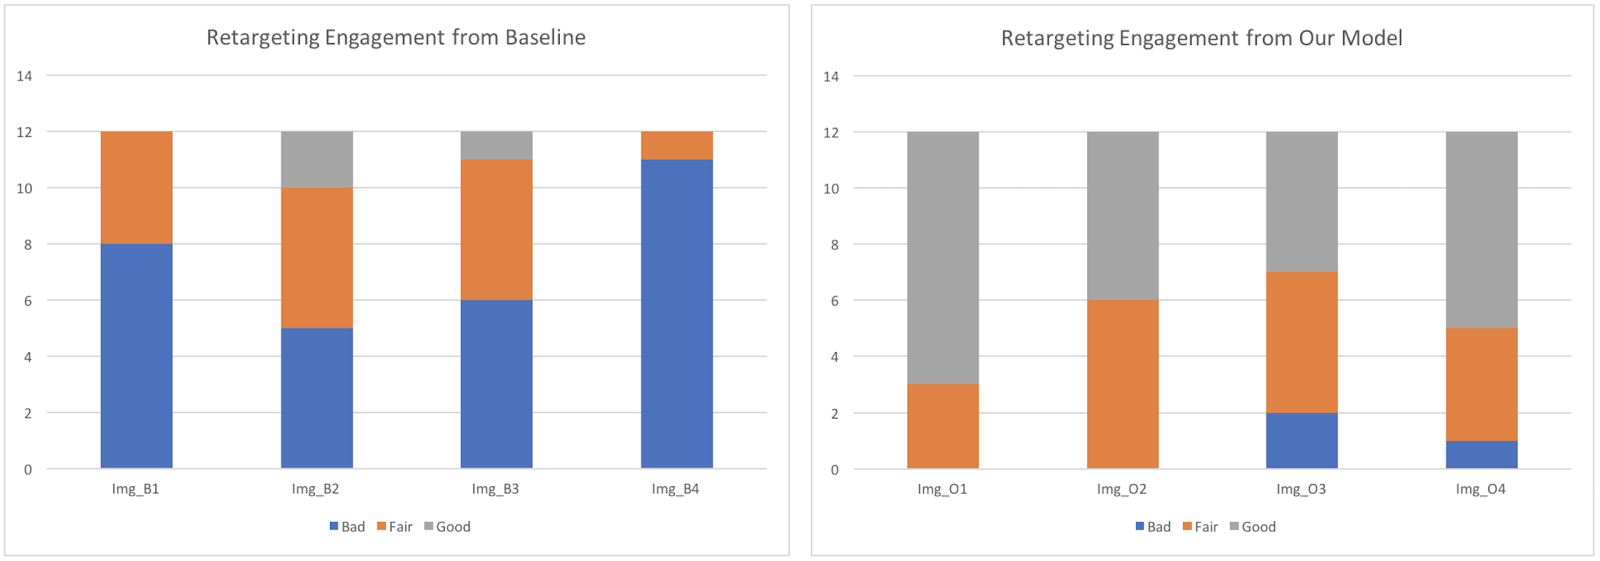 Retargeting Engagement from Baseline
14
12
10
8
6
4
2
0
Img_B1 Img_B2 Img_B3 Img_B4
Bad Fair Good
Retargeting Engagement from Our Model
14
12
10
8
6
4
2
0
Img_O1 Img_O2 Img_O3 Img_O4
Bad Fair Good